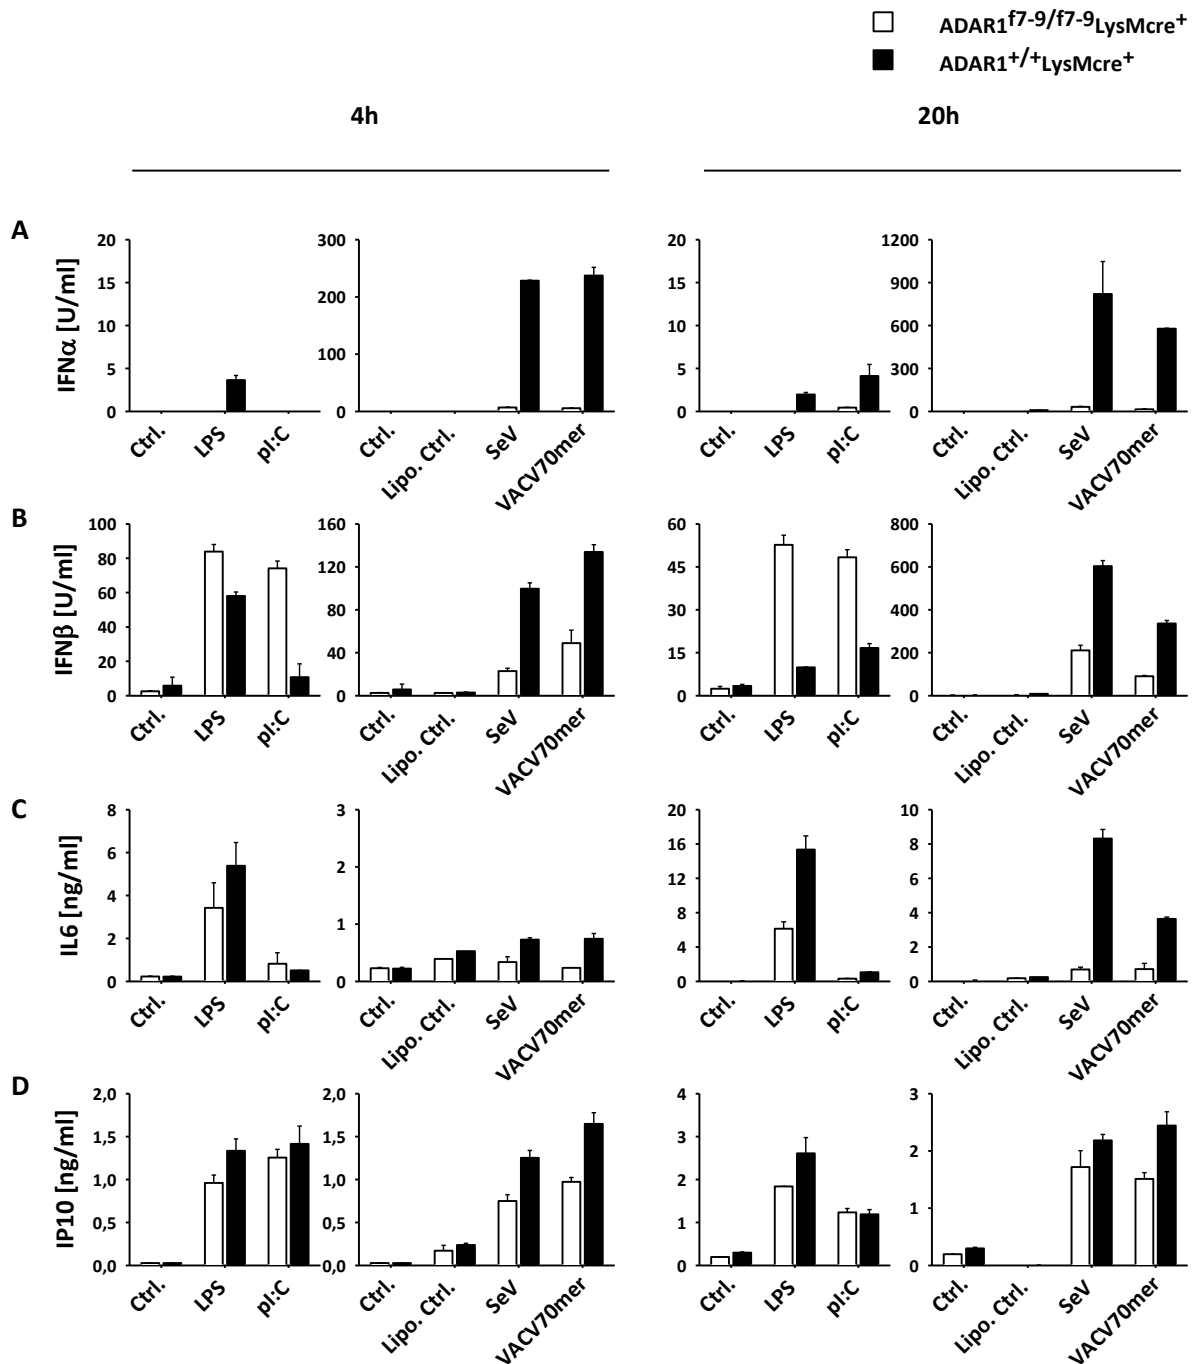 ADAR1f7-9/f7-9LysMcre+
ADAR1+/+LysMcre+
4h
20h
A
IFNα [U/ml]
20
15
10
5
0
Ctrl.
LPS
pI:C
300
200
100
0
Ctrl.
Lipo. Ctrl.
SeV
VACV70mer
20
15
10
5
0
Ctrl.
LPS
pI:C
1200
900
600
300
0
Ctrl.
Lipo. Ctrl.
SeV
VACV70mer
B
IFNβ [U/ml]
100
80
60
40
20
0
Ctrl.
LPS
pI:C
160
120
80
40
0
Ctrl.
Lipo. Ctrl.
SeV
VACV70mer
60
45
30
15
0
Ctrl.
LPS
pI:C
800
600
400
200
0
Ctrl.
Lipo. Ctrl.
SeV
VACV70mer
C
IL6 [ng/ml]
8
6
4
2
0
Ctrl.
LPS
pI:C
3
2
1
0
Ctrl.
Lipo. Ctrl.
SeV
VACV70mer
20
16
12
8
4
0
Ctrl.
LPS
pI:C
10
8
6
4
2
0
Ctrl.
Lipo. Ctrl.
SeV
VACV70mer
D
IP10 [ng/ml]
2,0
1,5
1,0
0,5
0,0
Ctrl.
LPS
pI:C
2,0
1,5
1,0
0,5
0,0
Ctrl.
Lipo. Ctrl.
SeV
VACV70mer
4
3
2
1
0
Ctrl.
LPS
pI:C
3
2
1
0
Ctrl.
Lipo. Ctrl.
SeV
VACV70mer